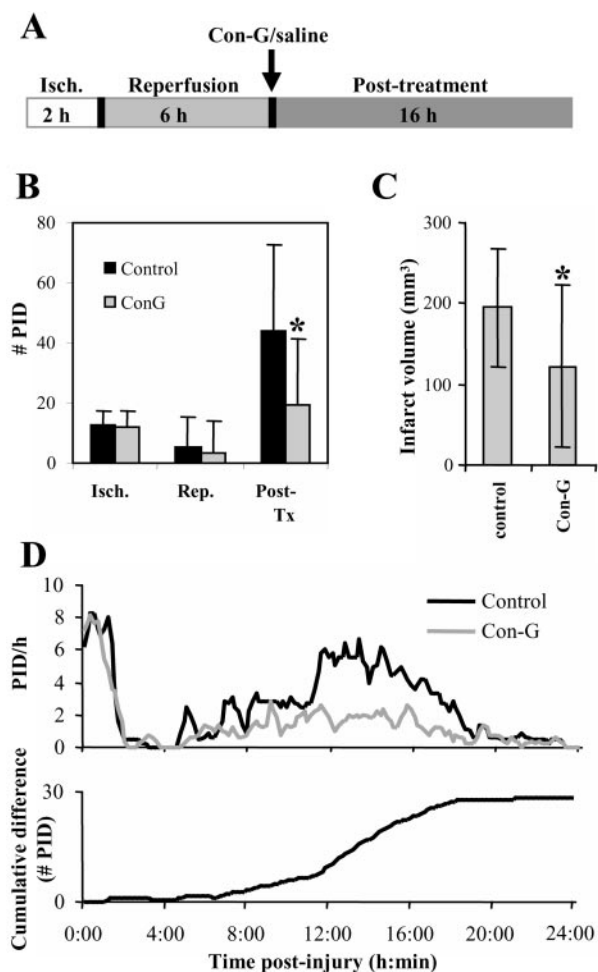 A
Con-G/saline
Isch. Reperfusion Post-treatment
2 h 6 h 16 h
B
# PID
80
60
40
20
0
Control
ConG
*
Isch. Rep. Post-
Tx
C
Infarct volume (mm³)
300
200
100
0
*
control Con-G
D
PID/h
10
8
6
4
2
0
Control
Con-G
Cumulative difference
(# PID)
30
0
0:00 4:00 8:00 12:00 16:00 20:00 24:00
Time post-injury (h:min)